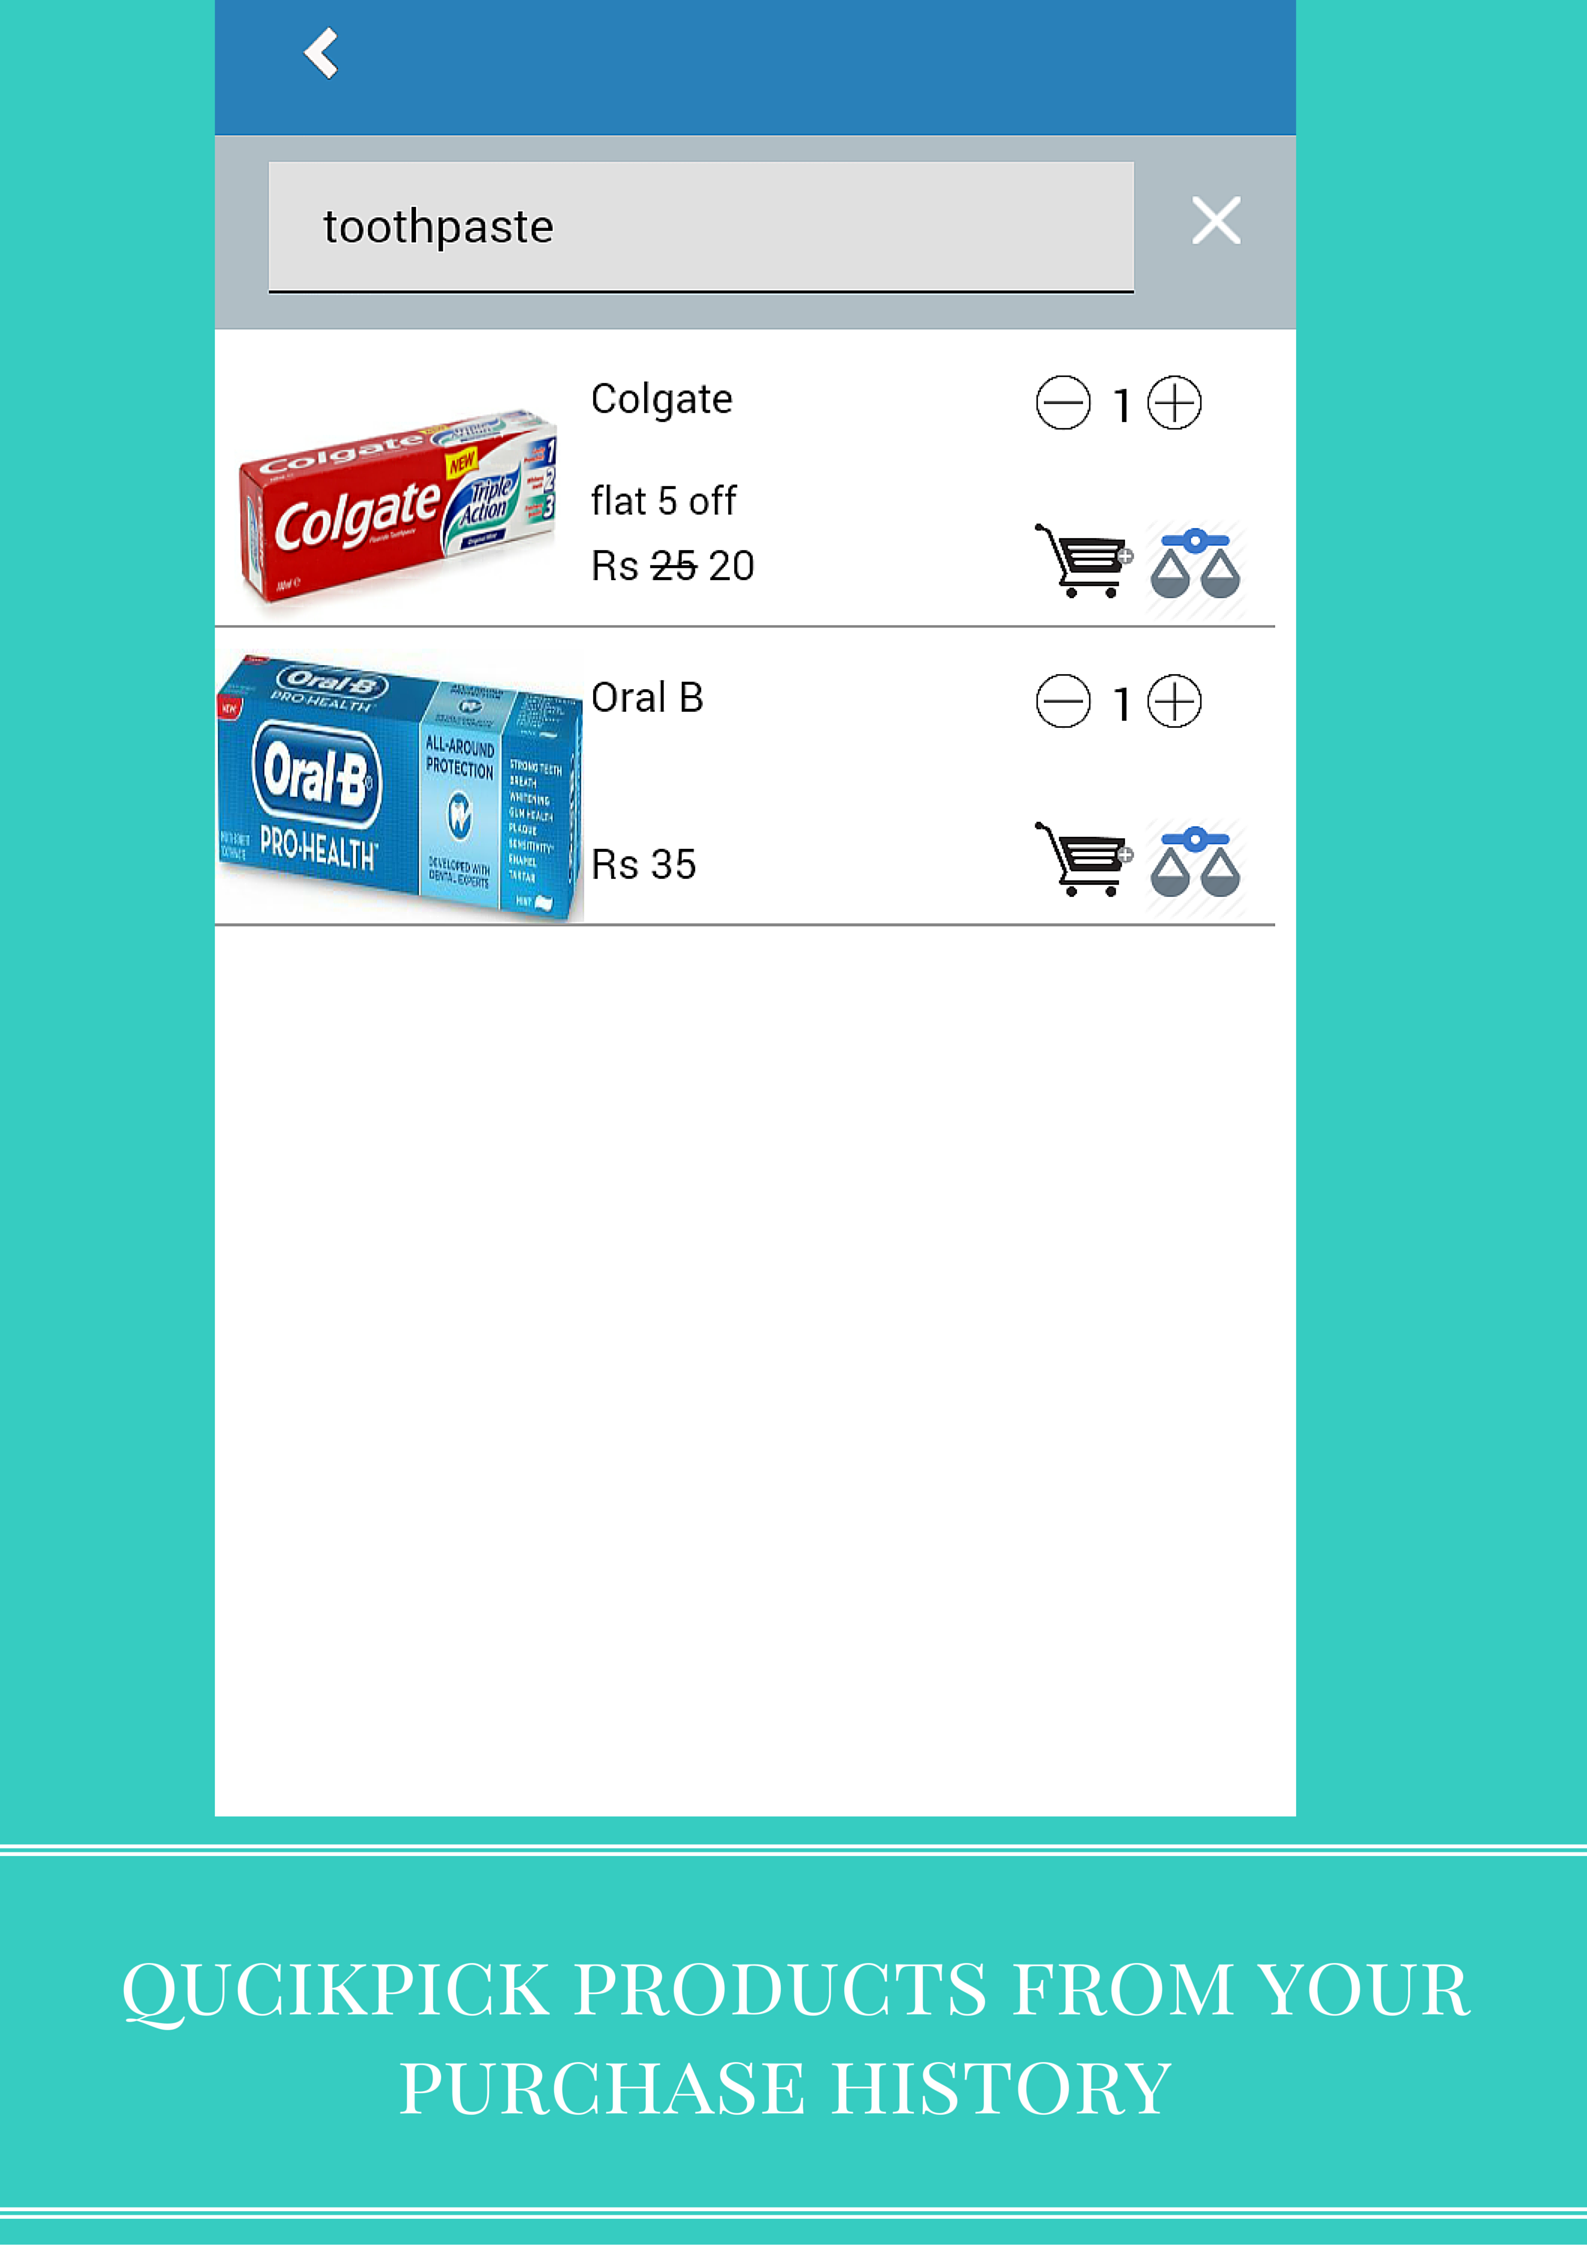 toothpaste
Colgate
1
flat 5 off
Rs 25 20
Colgate
Colgate
NEW
Triple
Action
1
2
3
Oral B
1
Rs 35
Oral-B
PRO-HEALTH
NEW!
Oral-B
PRO-HEALTH
ALL-AROUND
PROTECTION
DEVELOPED WITH
DENTAL EXPERTS
STRONG TEETH
BREATH
WHITENING
GUM HEALTH
PLAQUE
SENSITIVITY
ENAMEL
TARTAR
MINT
QUCIKPICK PRODUCTS FROM YOUR
PURCHASE HISTORY